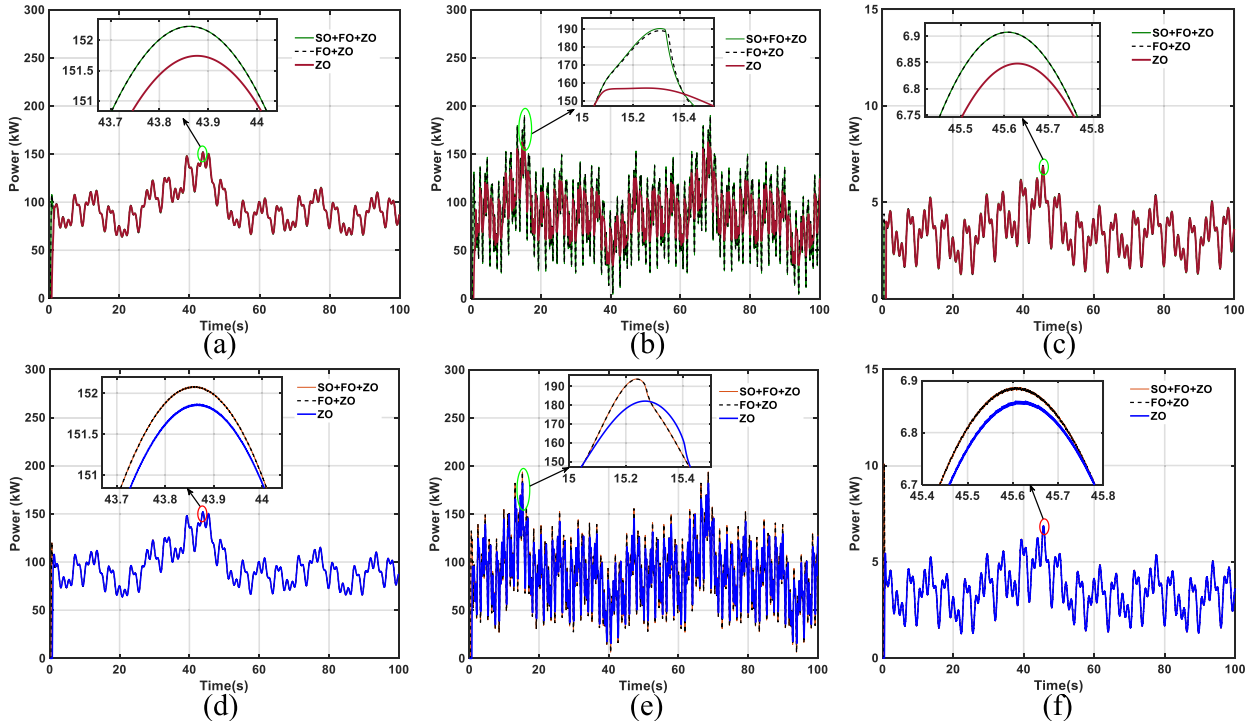 300
250
200
150
100
50
0
0 20 40 60 80 100
Power (kW)
Time(s)
152
151.5
151
43.7 43.8 43.9 44
SO+FO+ZO
FO+ZO
ZO
(a)
300
250
200
150
100
50
0
0 20 40 60 80 100
Power (kW)
Time(s)
190
180
170
160
150
15 15.2 15.4
SO+FO+ZO
FO+ZO
ZO
(b)
15
10
5
0
0 20 40 60 80 100
Power (kW)
Time(s)
6.9
6.85
6.8
6.75
45.5 45.6 45.7 45.8
SO+FO+ZO
FO+ZO
ZO
(c)
300
250
200
150
100
50
0
0 20 40 60 80 100
Power (kW)
Time(s)
152
151.5
151
43.7 43.8 43.9 44
SO+FO+ZO
FO+ZO
ZO
(d)
300
250
200
150
100
50
0
0 20 40 60 80 100
Power (kW)
Time(s)
190
180
170
160
150
15 15.2 15.4
SO+FO+ZO
FO+ZO
ZO
(e)
15
10
5
0
0 20 40 60 80 100
Power (kW)
Time(s)
6.9
6.8
6.7
45.4 45.5 45.6 45.7 45.8
SO+FO+ZO
FO+ZO
ZO
(f)